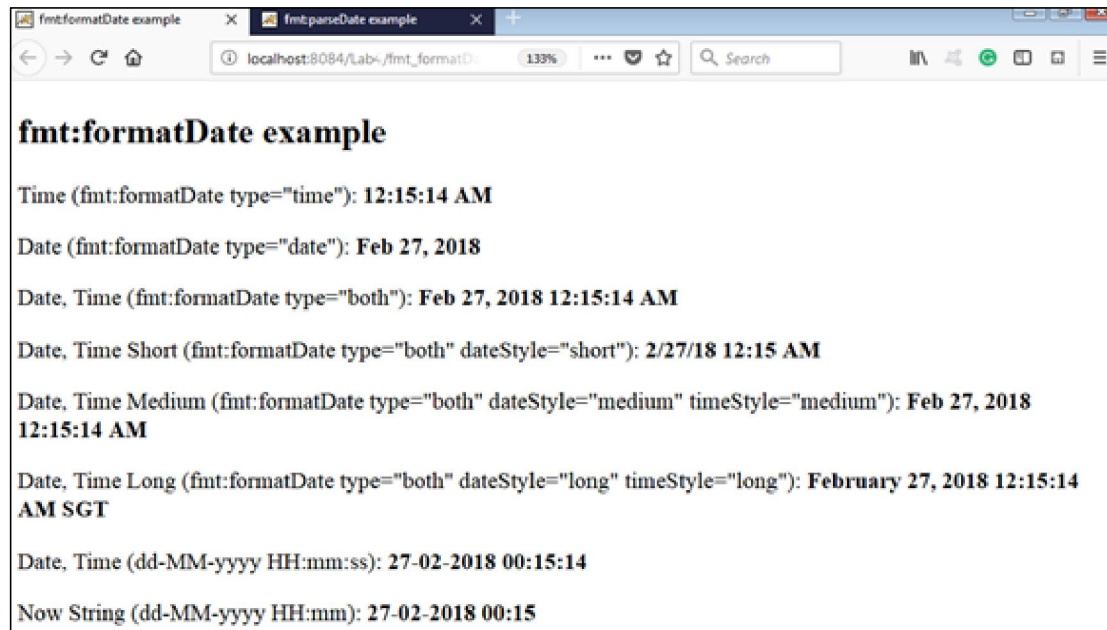 fmt:formatDate example
fmt:parseDate example
localhost:8084/Lab
/fmt_formatD
133%
Search
fmt:formatDate example
Time (fmt:formatDate type="time"): 12:15:14 AM
Date (fmt:formatDate type="date"): Feb 27, 2018
Date, Time (fmt:formatDate type="both"): Feb 27, 2018 12:15:14 AM
Date, Time Short (fmt:formatDate type="both" dateStyle="short"): 2/27/18 12:15 AM
Date, Time Medium (fmt:formatDate type="both" dateStyle="medium" timeStyle="medium"): Feb 27, 2018
12:15:14 AM
Date, Time Long (fmt:formatDate type="both" dateStyle="long" timeStyle="long"): February 27, 2018 12:15:14
AM SGT
Date, Time (dd-MM-yyyy HH:mm:ss): 27-02-2018 00:15:14
Now String (dd-MM-yyyy HH:mm): 27-02-2018 00:15